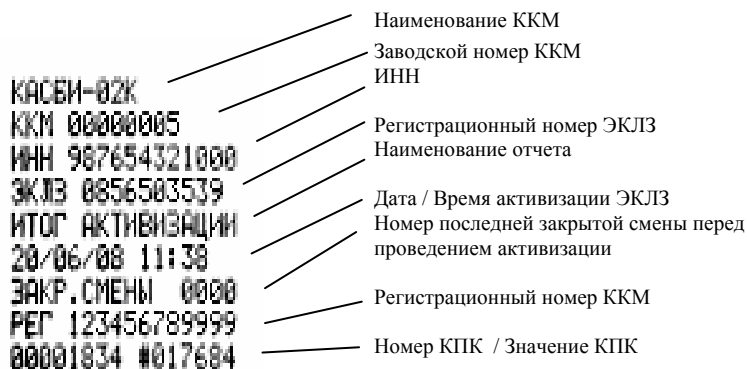 Наименование ККМ
Заводской номер ККМ
ИНН
Регистрационный номер ЭКЛЗ
Наименование отчета
Дата / Время активизации ЭКЛЗ
Номер последней закрытой смены перед
проведением активизации
Регистрационный номер ККМ
Номер КПК / Значение КПК
КАСБИ-02К
ККМ 00000005
ИНН 987654321000
ЭКЛЗ 0856503539
ИТОГ АКТИВИЗАЦИИ
20/06/08 11:38
ЗАКР.СМЕНЫ 0000
РЕГ 123456789999
00001834 #017684